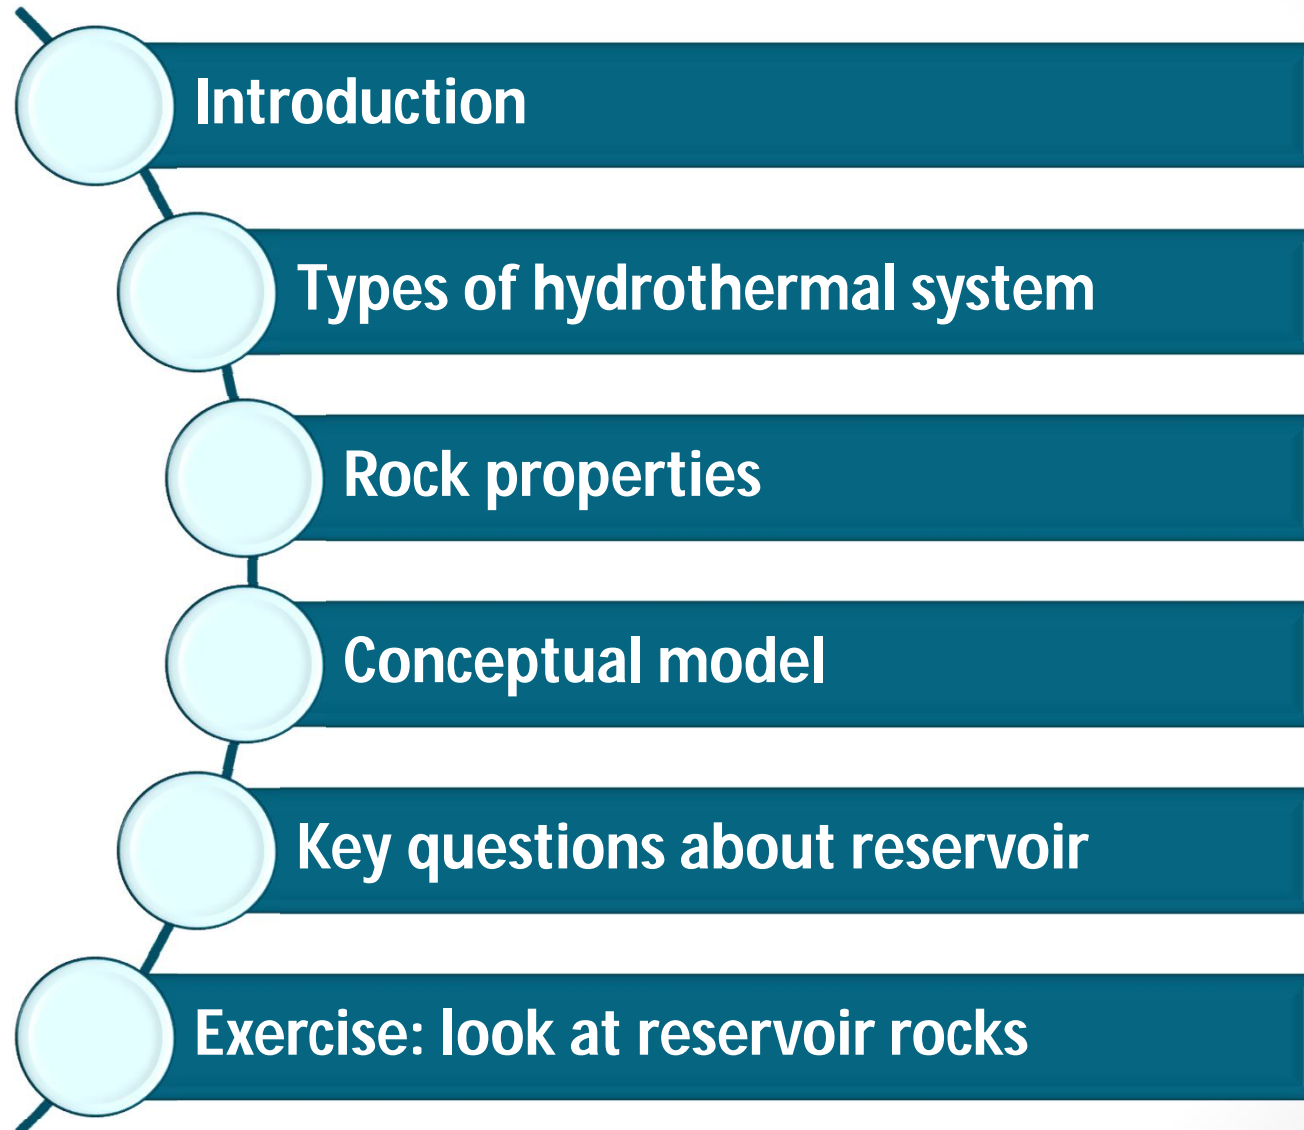 Introduction
Types of hydrothermal system
Rock properties
Conceptual model
Key questions about reservoir
Exercise: look at reservoir rocks